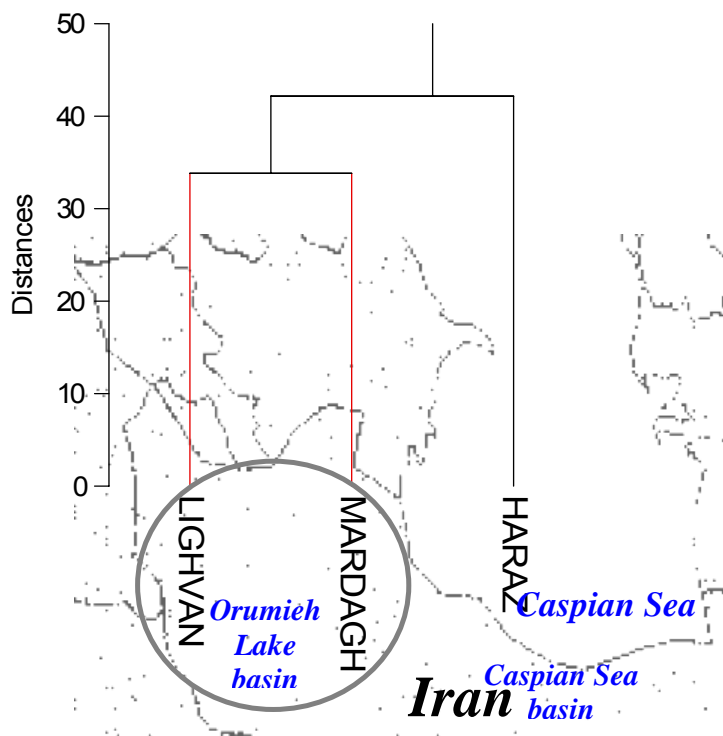 50
40
30
20
10
0
Distances
LIGHVAN
MARDAGH
HARAZ
Orumieh
Lake
basin
Caspian Sea
Caspian Sea
basin
Iran